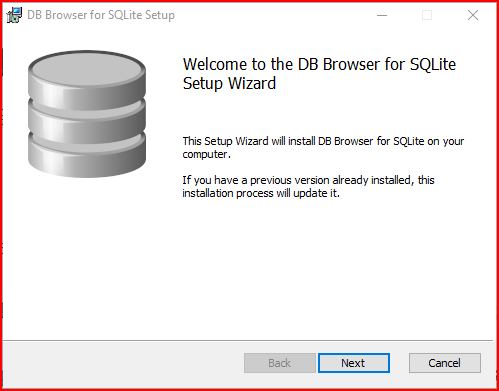 DB Browser for SQLite Setup
Welcome to the DB Browser for SQLite
Setup Wizard
This Setup Wizard will install DB Browser for SQLite on your
computer.
If you have a previous version already installed, this
installation process will update it.
Back Next Cancel